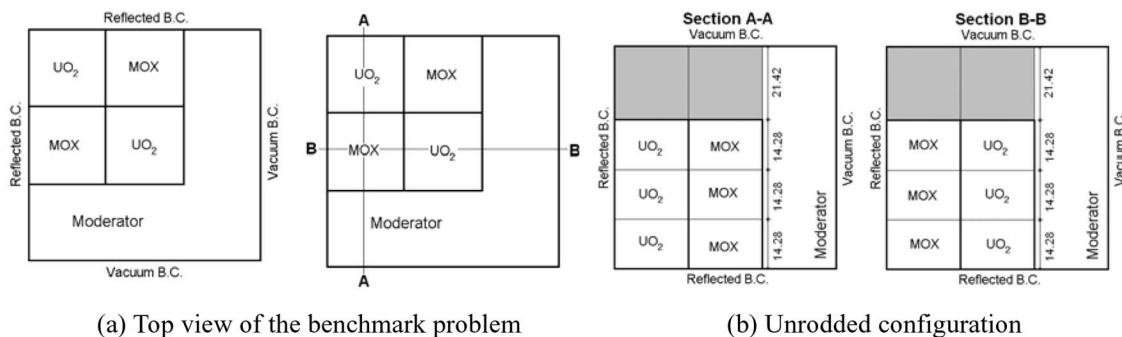 Reflected B.C.
UO2 MOX
MOX UO2
Moderator
Reflected B.C.
Vacuum B.C.
Vacuum B.C.
A
UO2 MOX
B MOX UO2 B
Moderator
A
(a) Top view of the benchmark problem
Section A-A
Vacuum B.C.
21.42
UO2 MOX 14.28
UO2 MOX 14.28
UO2 MOX 14.28
Reflected B.C.
Moderator
Vacuum B.C.
Reflected B.C.
Section B-B
Vacuum B.C.
21.42
MOX UO2 14.28
MOX UO2 14.28
MOX UO2 14.28
Reflected B.C.
Moderator
Vacuum B.C.
Reflected B.C.
(b) Unrodded configuration